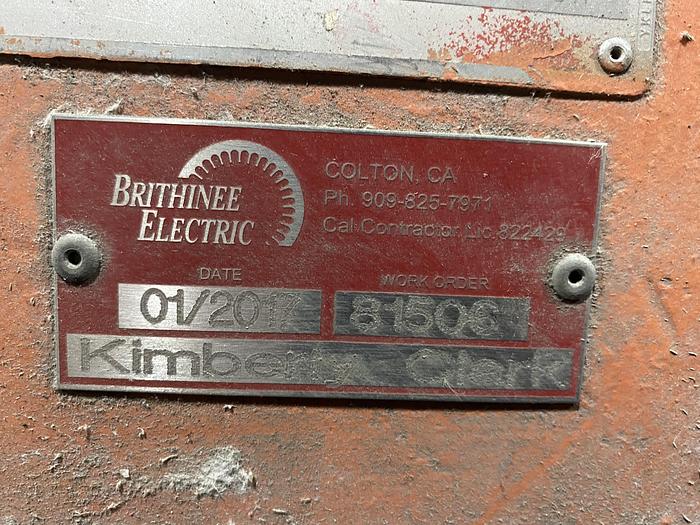 BRITHINEE
ELECTRIC
COLTON, CA
Ph. 909-825-7971
Cal Contractor Lic 822429
DATE
WORK ORDER
01/2017
Kimberly Clark